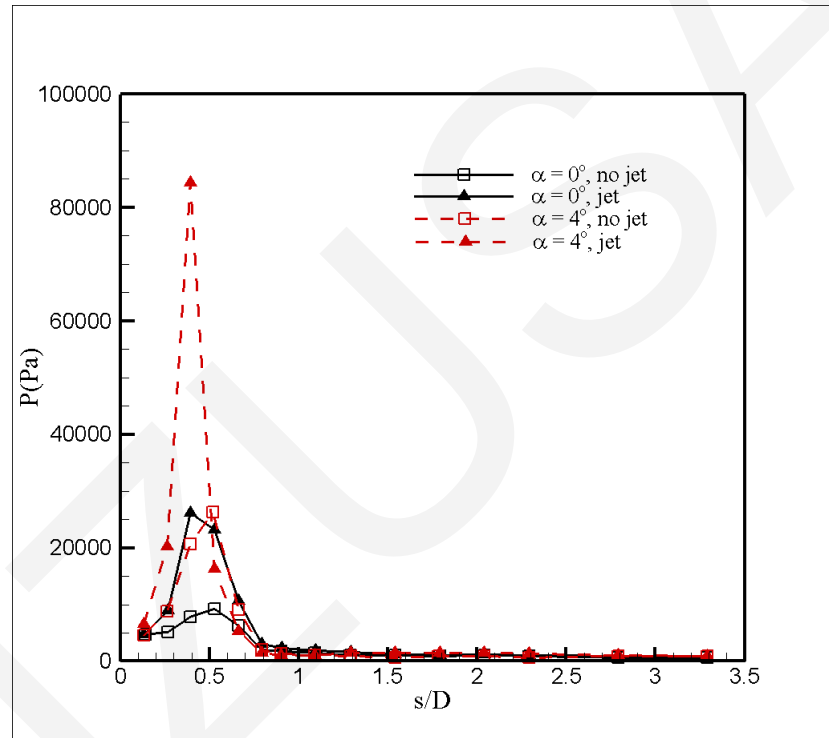 100000
80000
60000
40000
20000
0
P(Pa)
α = 0°, no jet
α = 0°, jet
α = 4°, no jet
α = 4°, jet
0 0.5 1 1.5 2 2.5 3 3.5
s/D